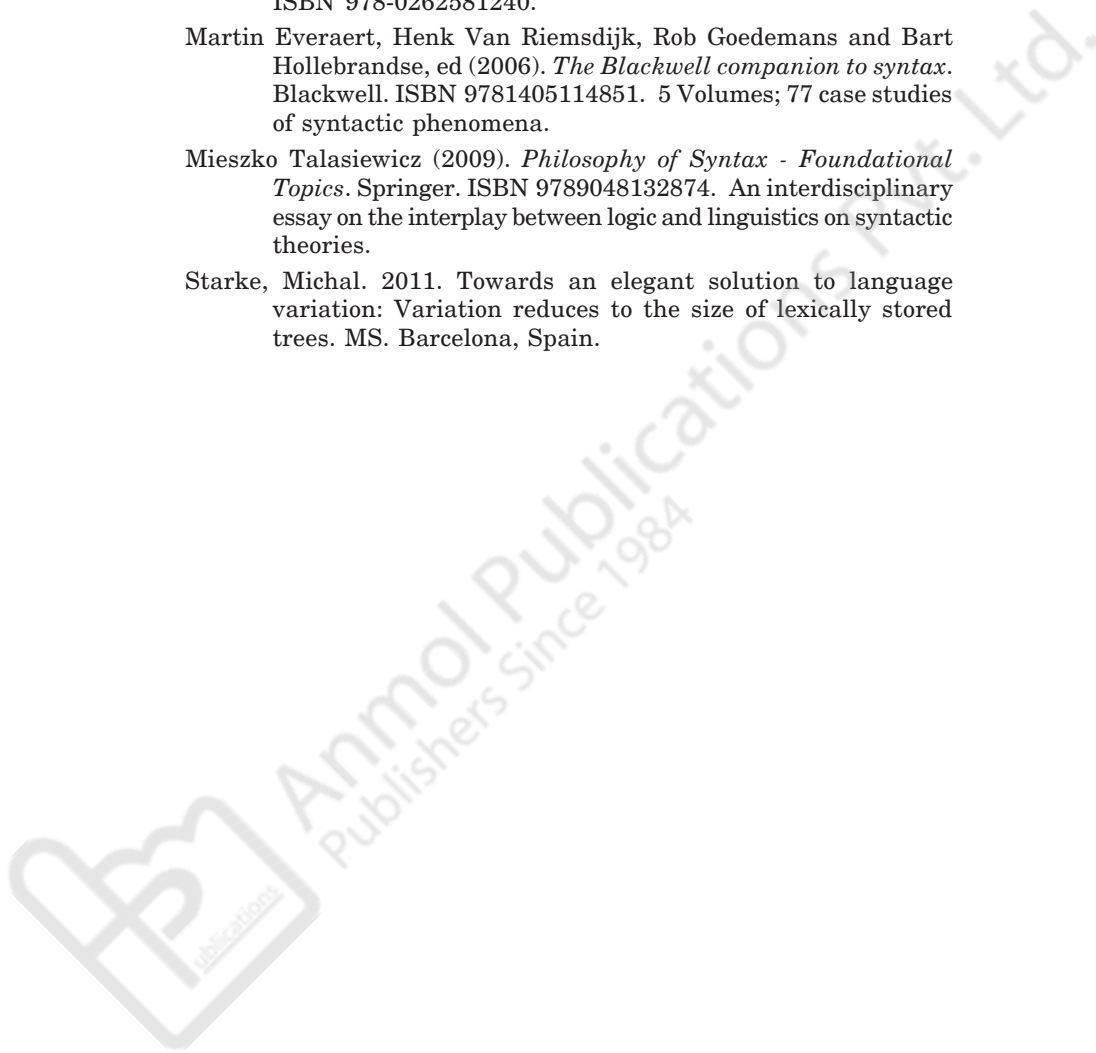 ISBN 978-0262581240.
Martin Everaert, Henk Van Riemsdijk, Rob Goedemans and Bart
Hollebrandse, ed (2006). The Blackwell companion to syntax.
Blackwell. ISBN 9781405114851. 5 Volumes; 77 case studies
of syntactic phenomena.
Mieszko Talasiewicz (2009). Philosophy of Syntax - Foundational
Topics. Springer. ISBN 9789048132874. An interdisciplinary
essay on the interplay between logic and linguistics on syntactic
theories.
Starke, Michal. 2011. Towards an elegant solution to language
variation: Variation reduces to the size of lexically stored
trees. MS. Barcelona, Spain.
Anmol Publications Pvt. Ltd.
Publishers Since 1984
Publications